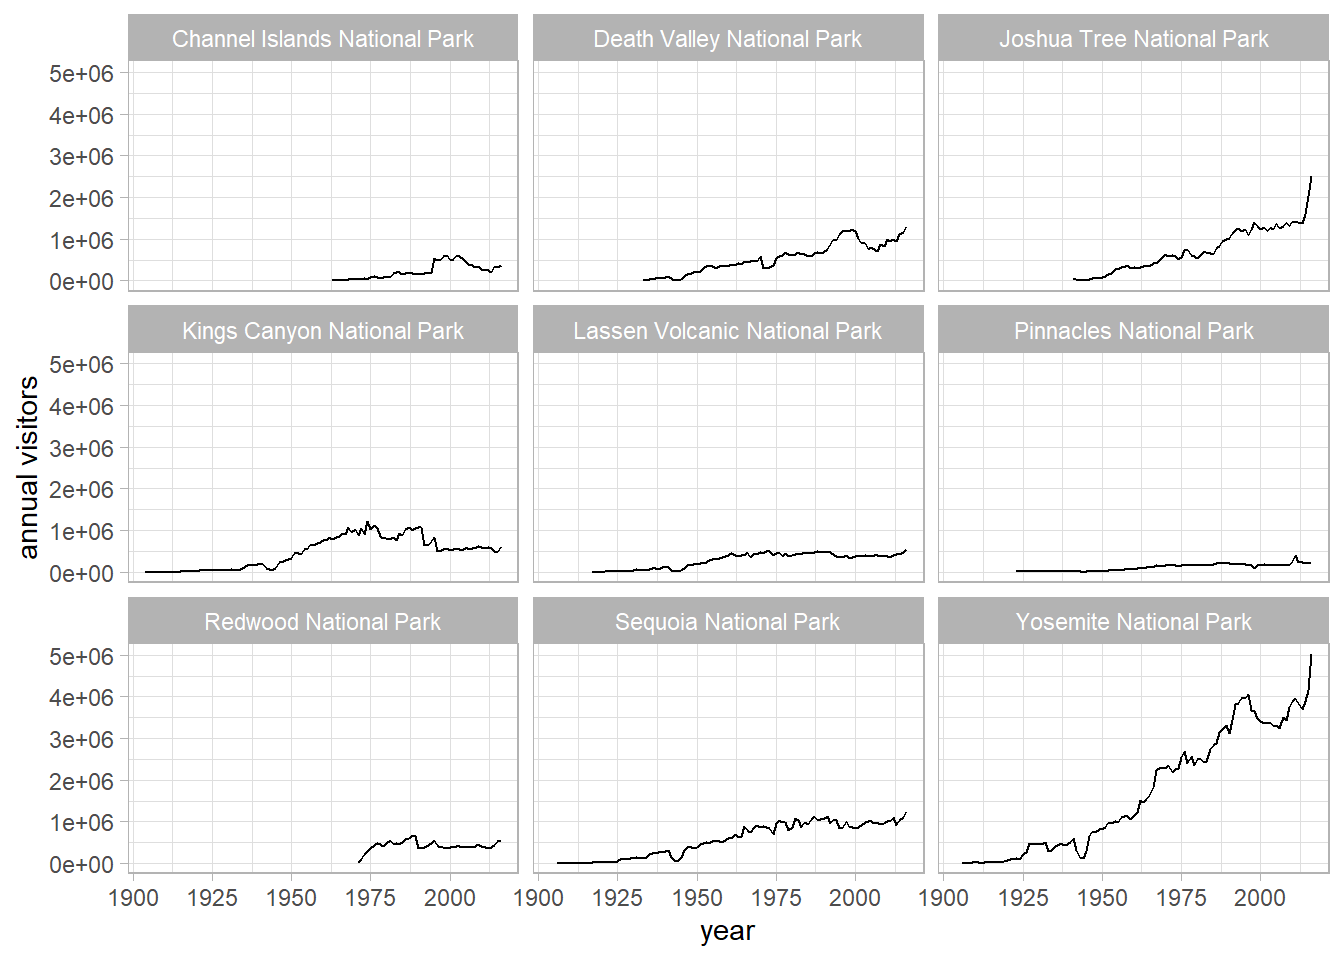 Channel Islands National Park Death Valley National Park Joshua Tree National Park
5e+06
4e+06
3e+06
2e+06
1e+06
0e+00
Kings Canyon National Park Lassen Volcanic National Park Pinnacles National Park
5e+06
4e+06
3e+06
2e+06
1e+06
0e+00
annual visitors
Redwood National Park Sequoia National Park Yosemite National Park
5e+06
4e+06
3e+06
2e+06
1e+06
0e+00
1900 1925 1950 1975 2000 1900 1925 1950 1975 2000 1900 1925 1950 1975 2000
year